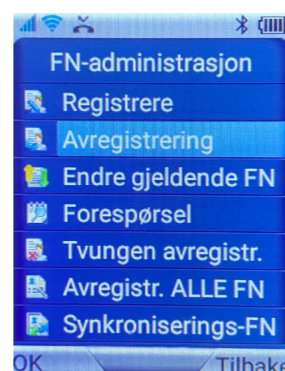 FN-administrasjon
Registrere
Avregistrering
Endre gjeldende FN
Forespørsel
Tvungen avregistr.
Avregistr. ALLE FN
Synkroniserings-FN
OK
Tilbake